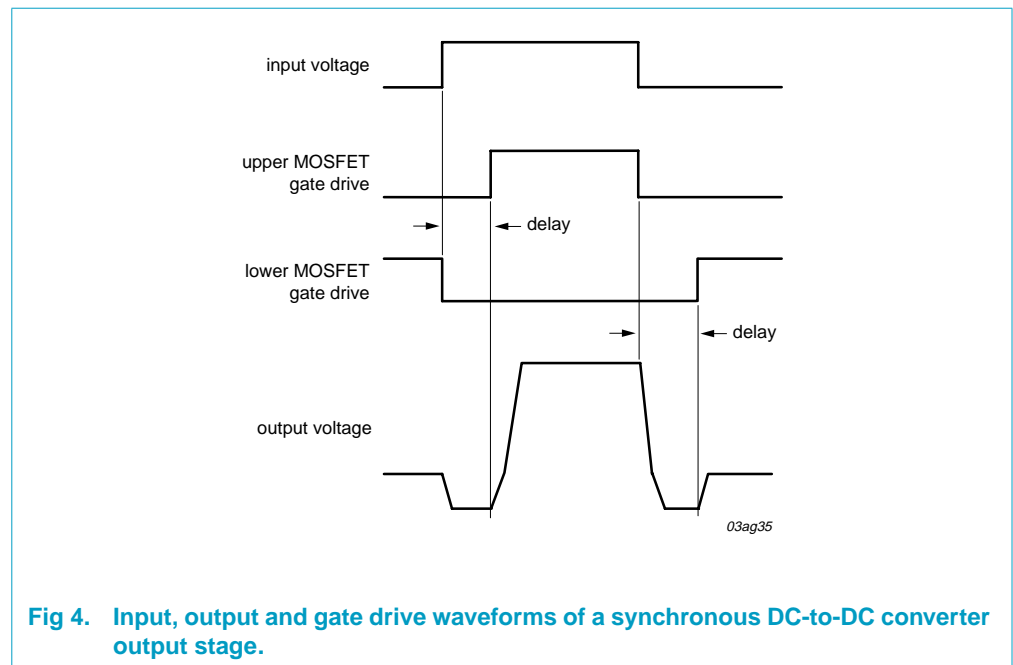 input voltage
upper MOSFET
gate drive
delay
lower MOSFET
gate drive
delay
output voltage
03ag35
Fig 4. Input, output and gate drive waveforms of a synchronous DC-to-DC converter
output stage.